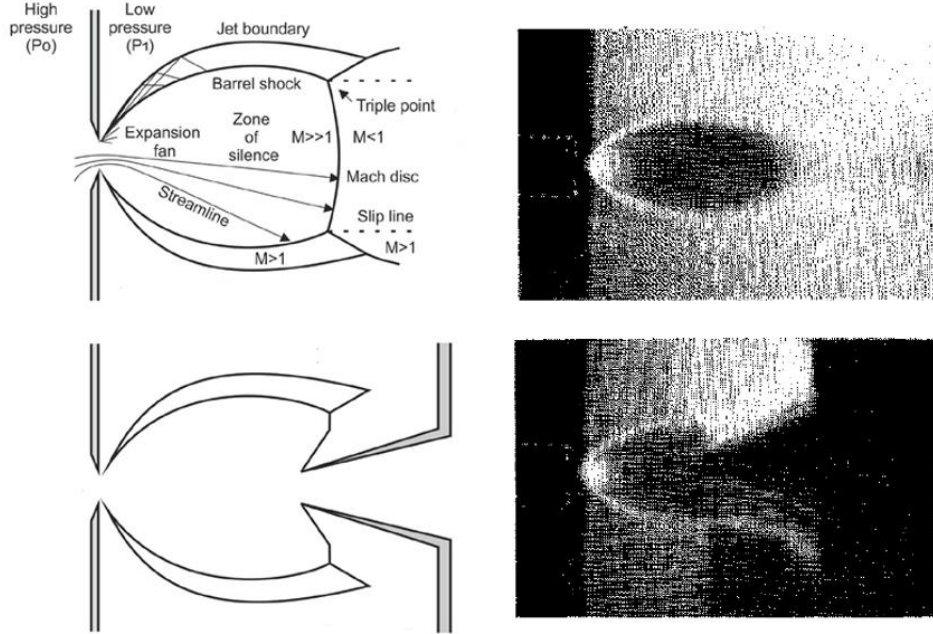 High
pressure
(P0)
Low
pressure
(P1)
Jet boundary
Barrel shock
Triple point
Expansion
fan
Zone
of
silence
M>>1
M<1
Mach disc
Streamline
Slip line
M>1
M>1